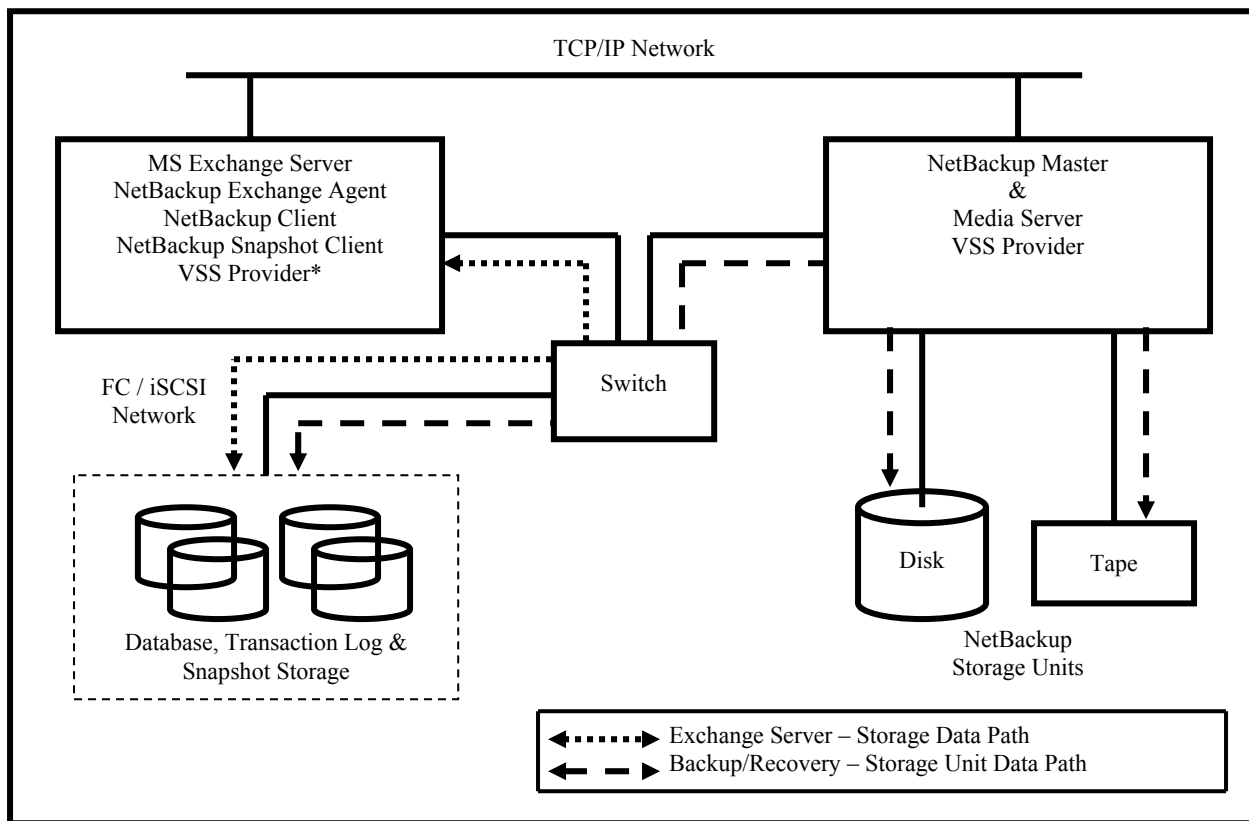 TCP/IP Network
MS Exchange Server
NetBackup Exchange Agent
NetBackup Client
NetBackup Snapshot Client
VSS Provider*
NetBackup Master
&
Media Server
VSS Provider
Switch
FC / iSCSI
Network
Database, Transaction Log &
Snapshot Storage
Disk
Tape
NetBackup
Storage Units
Exchange Server – Storage Data Path
Backup/Recovery – Storage Unit Data Path